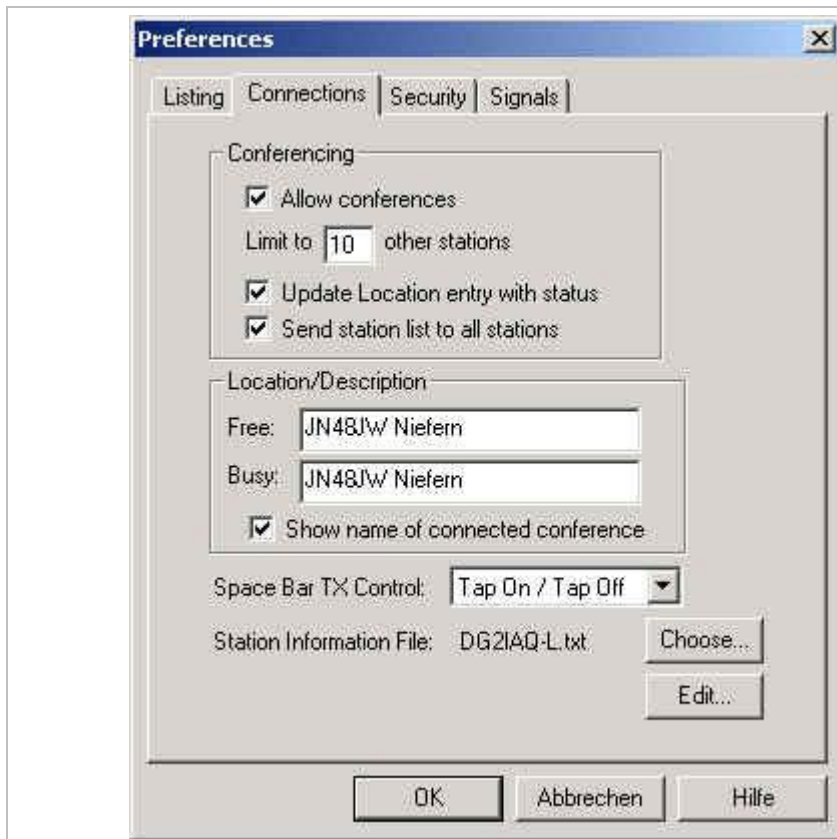 Preferences
Listing Connections Security Signals
Conferencing
Allow conferences
Limit to 10 other stations
Update Location entry with status
Send station list to all stations
Location/Description
Free: JN48JW Niefern
Busy: JN48JW Niefern
Show name of connected conference
Space Bar TX Control: Tap On / Tap Off
Station Information File: DG2IAQ-L.txt Choose...
Edit...
OK Abbrechen Hilfe